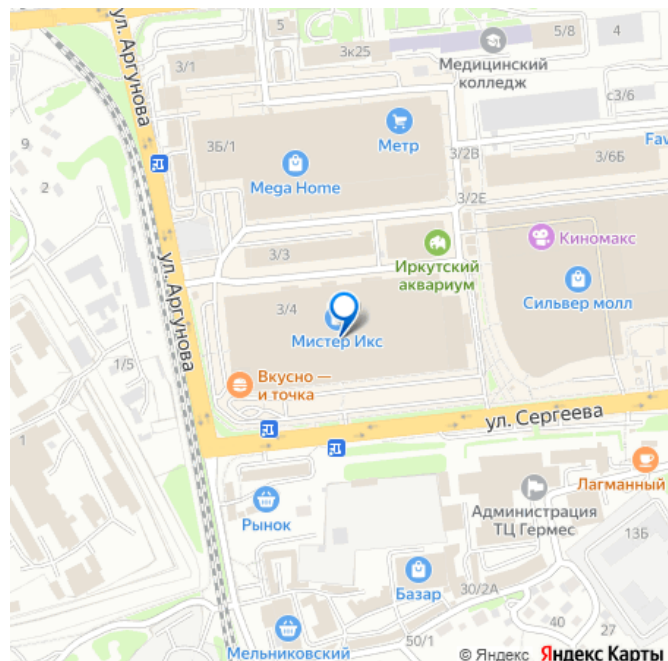 ул. Аргунова
5
3к25
5/8
4
3/1
Медицинский
колледж
с3/6
9
3Б/1
Метр
Fav
3/2В
3/6Б
2
Mega Home
3/2Е
ул. Аргунова
3/3
Киномакс
Иркутский
аквариум
3/4
Сильвер молл
Мистер Икс
1/5
Вкусно —
и точка
ул. Сергеева
1
Лагманный
Рынок
Администрация
ТЦ Гермес
13Б
Базар
30/2А
40
27
50/1
Мельниковский
© Яндекс Яндекс Карты